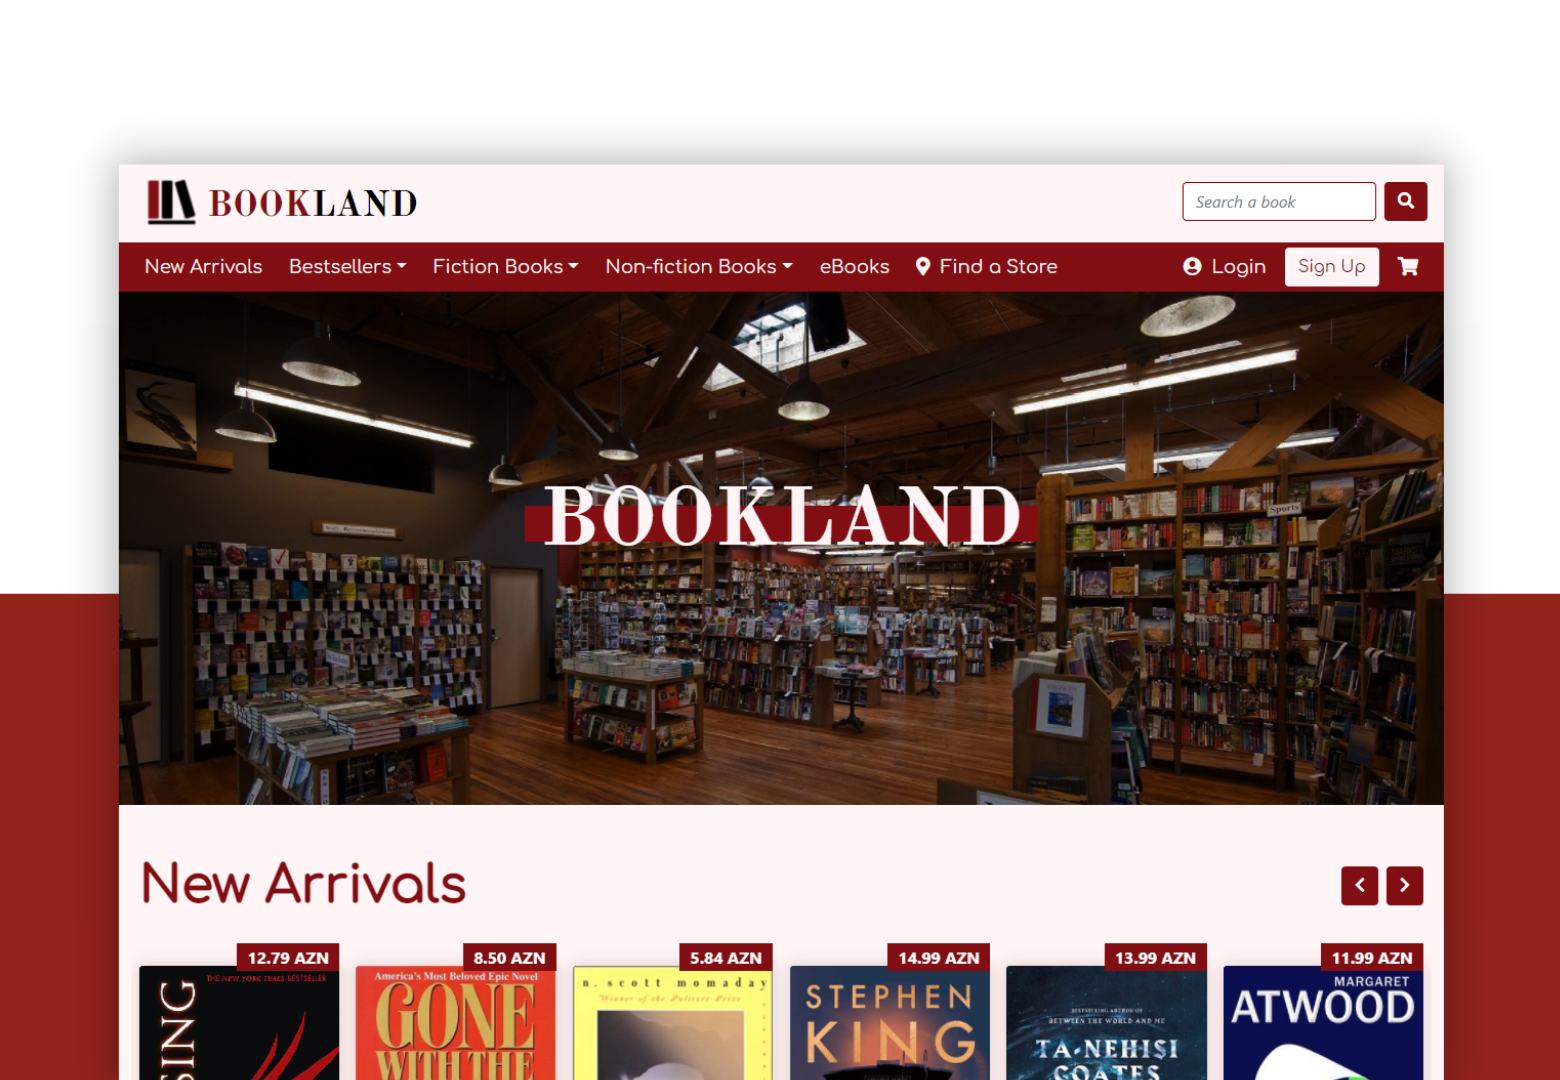 BOOKLAND
Search a book
New Arrivals Bestsellers Fiction Books Non-fiction Books eBooks Find a Store Login Sign Up
Sports
BOOKLAND
New Arrivals
12.79 AZN 8.50 AZN 5.84 AZN 14.99 AZN 13.99 AZN 11.99 AZN
THE NEW YORK TIMES BESTSELLER
SING
America's Most Beloved Epic Novel
GONE
WITH THE
n. scott momaday
Winner of the Pulitzer Prize
STEPHEN
KING
BESTSELLING AUTHOR OF
BETWEEN THE WORLD AND ME
TA-NEHISI
COATES
MARGARET
ATWOOD